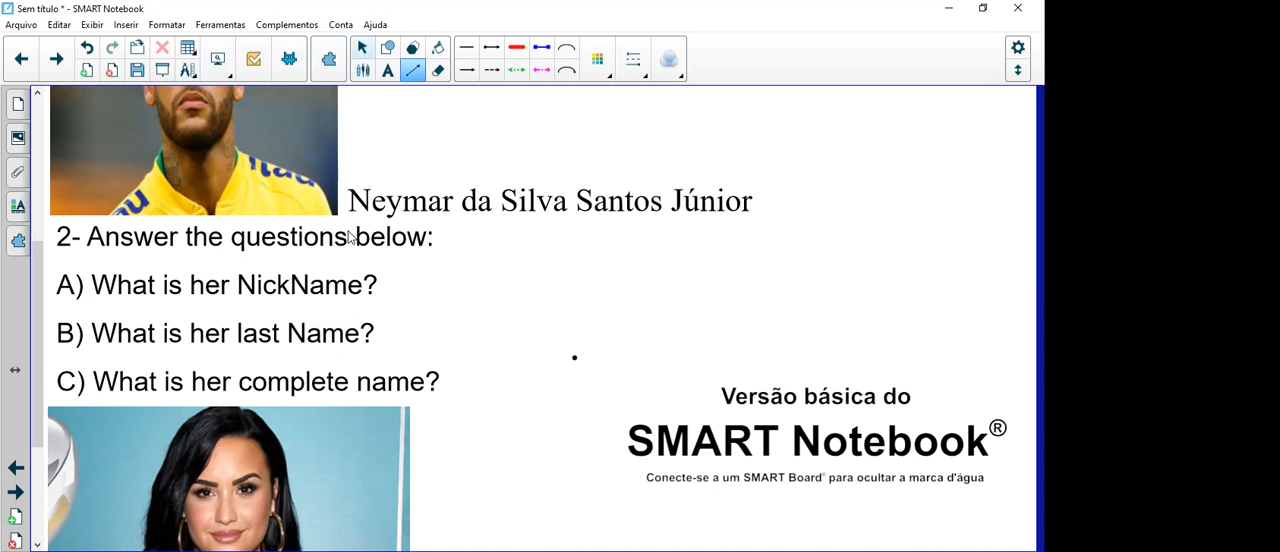 Sem título * - SMART Notebook
Arquivo Editar Exibir Inserir Formatar Ferramentas Complementos Conta Ajuda
Neymar da Silva Santos Júnior
2- Answer the questions below:
A) What is her NickName?
B) What is her last Name?
C) What is her complete name?
Versão básica do
SMART Notebook®
Conecte-se a um SMART Board® para ocultar a marca d'água